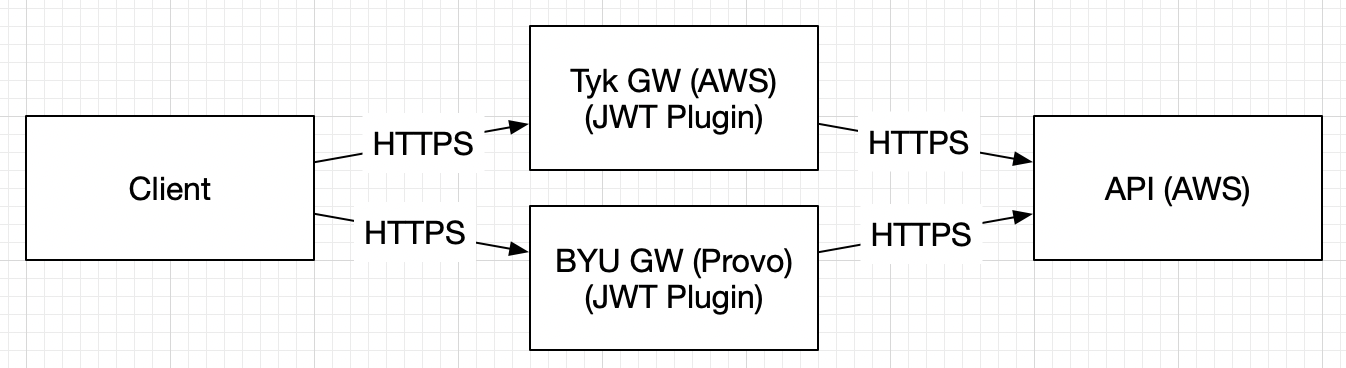 Client
HTTPS
HTTPS
Tyk GW (AWS)
(JWT Plugin)
BYU GW (Provo)
(JWT Plugin)
HTTPS
HTTPS
API (AWS)